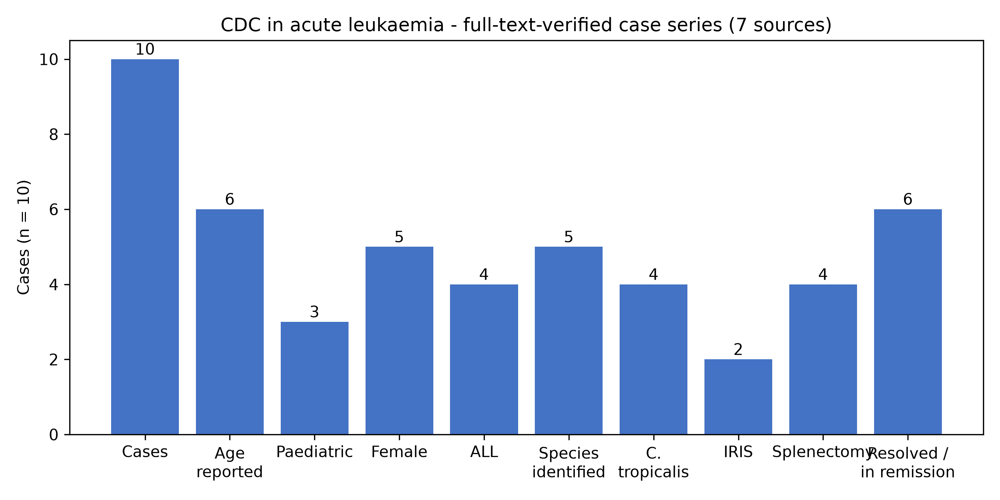 CDC in acute leukaemia - full-text-verified case series (7 sources)
Cases (n = 10)
10
8
6
4
2
0
10
6
3
5
4
5
4
2
4
6
Cases
Age
reported
Paediatric
Female
ALL
Species
identified
C.
tropicalis
IRIS
Splenectomy
Resolved /
in remission